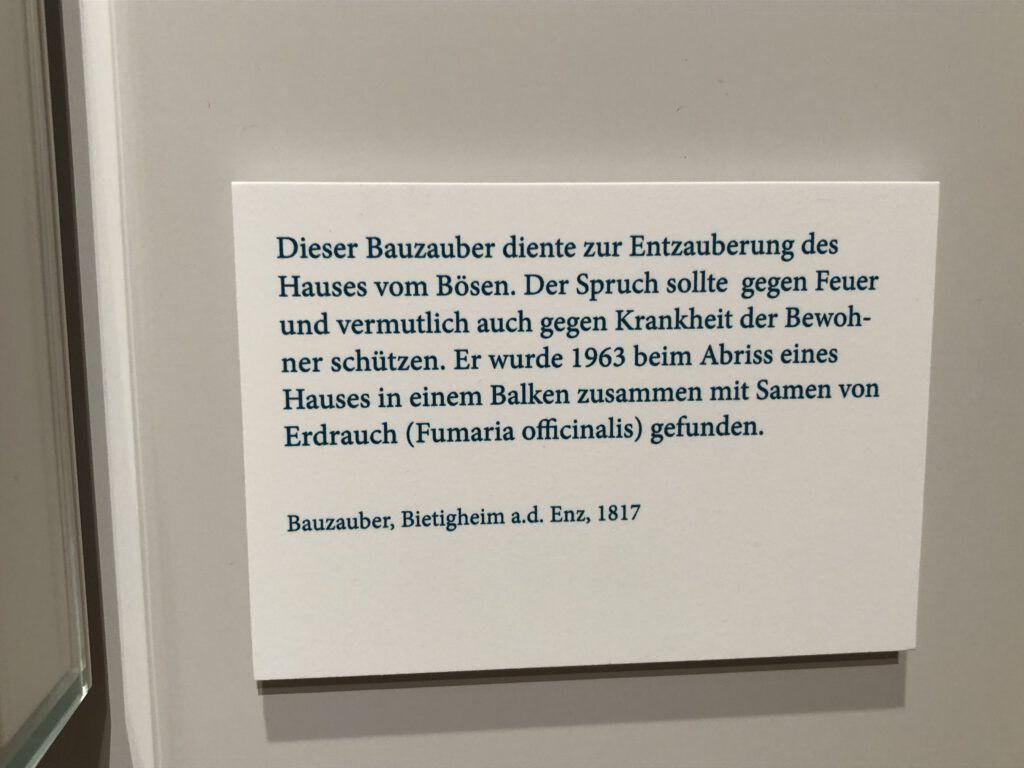 Dieser Bauzauber diente zur Entzauberung des
Hauses vom Bösen. Der Spruch sollte  gegen Feuer
und vermutlich auch gegen Krankheit der Bewoh-
ner schützen. Er wurde 1963 beim Abriss eines
Hauses in einem Balken zusammen mit Samen von
Erdrauch (Fumaria officinalis) gefunden.
Bauzauber, Bietigheim a.d. Enz, 1817